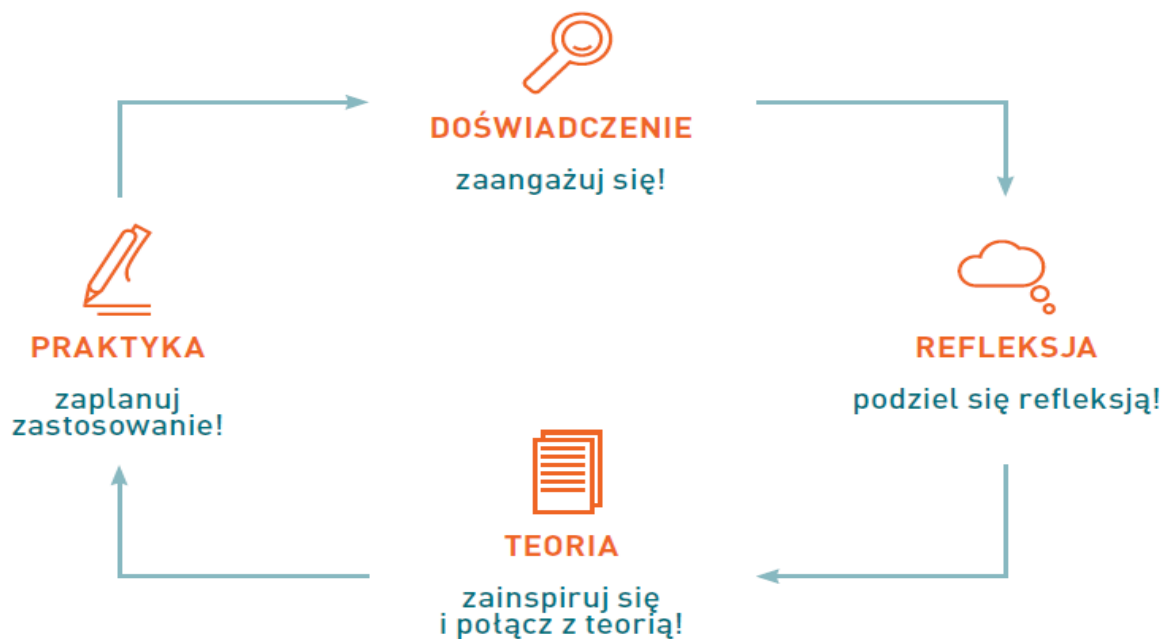 DOŚWIADCZENIE
zaangażuj się!
PRAKTYKA
zaplanuj
zastosowanie!
REFLEKSJA
podziel się refleksją!
TEORIA
zainspiruj się
i połącz z teorią!